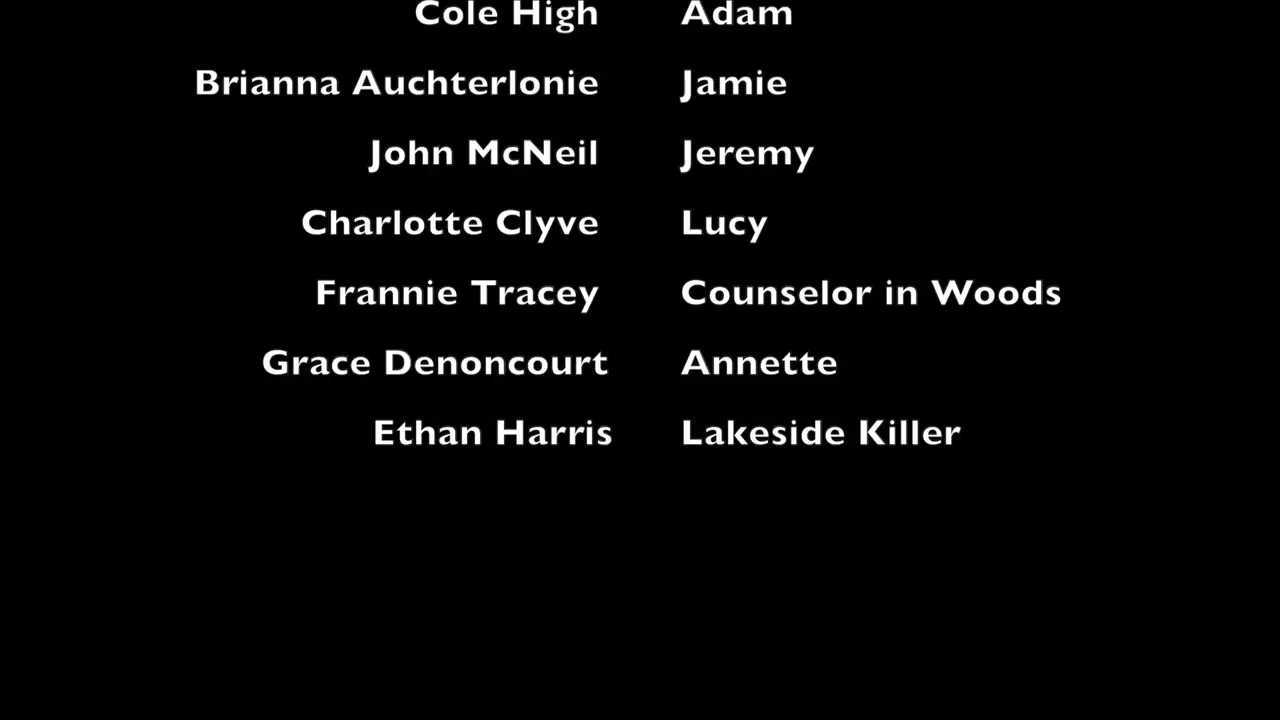 Cole High Adam
Brianna Auchterlonie Jamie
John McNeil Jeremy
Charlotte Clyve Lucy
Frannie Tracey Counselor in Woods
Grace Denoncourt Annette
Ethan Harris Lakeside Killer